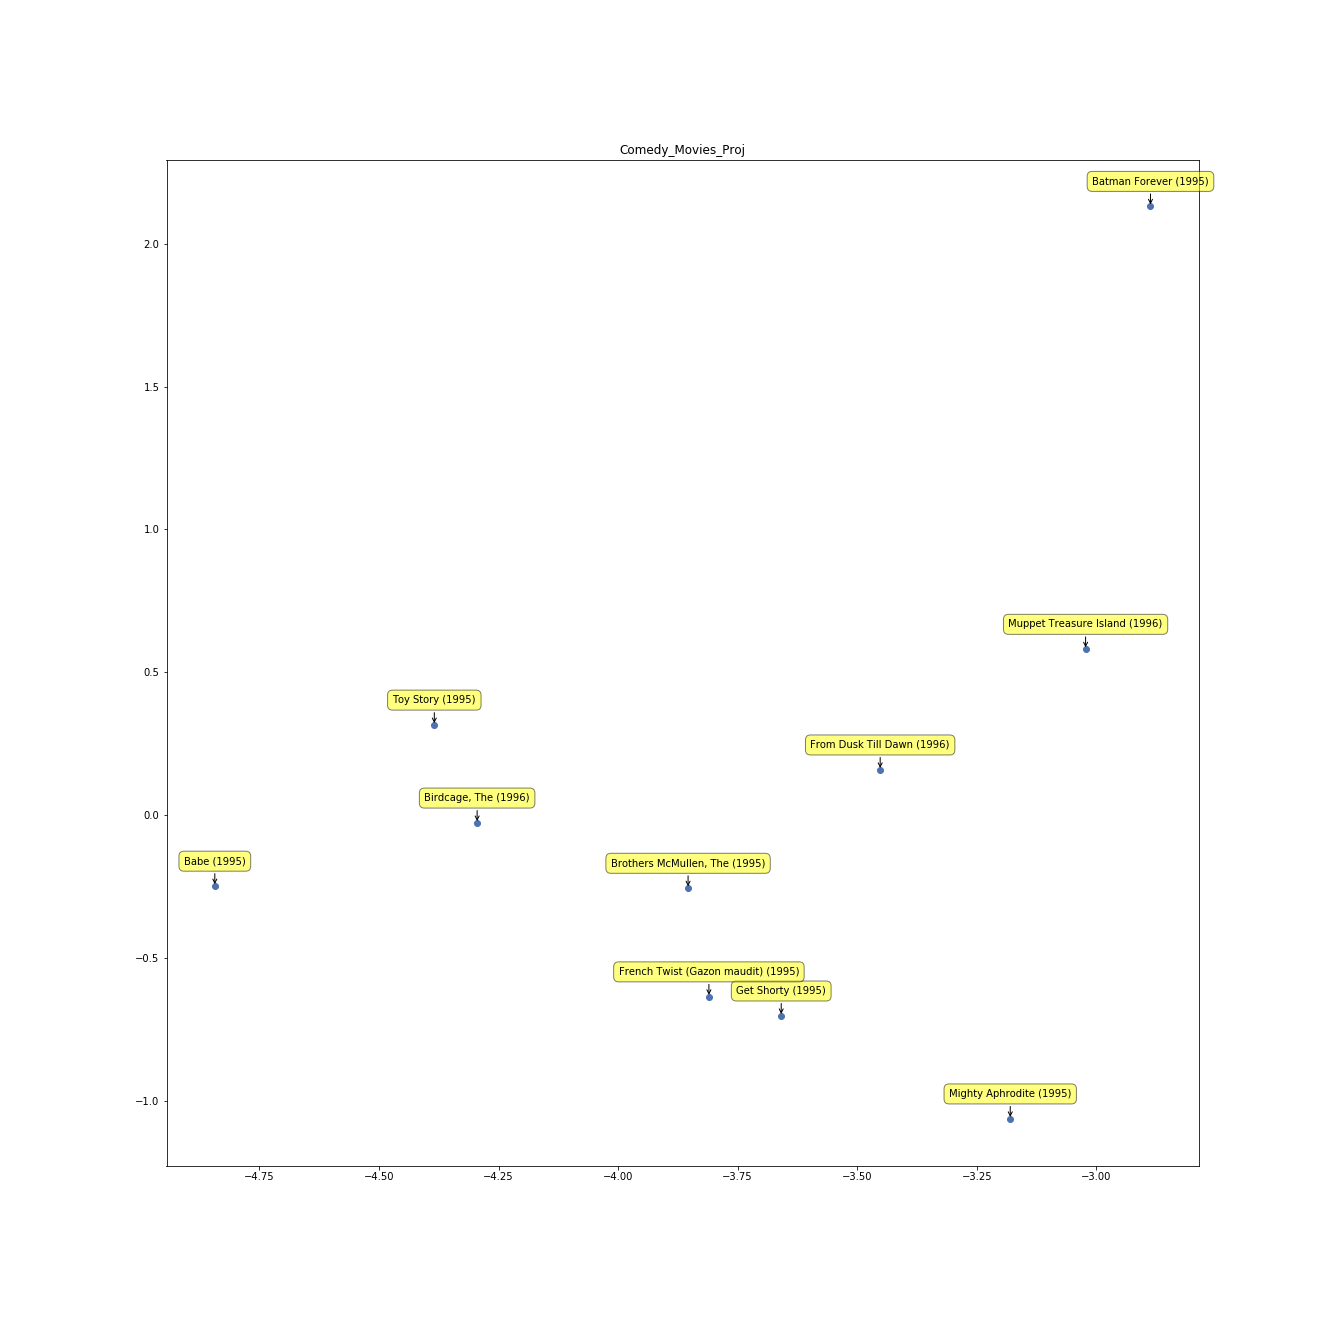 Comedy_Movies_Proj
Batman Forever (1995)
2.0
1.5
1.0
Muppet Treasure Island (1996)
0.5
Toy Story (1995)
From Dusk Till Dawn (1996)
Birdcage, The (1996)
0.0
Babe (1995)
Brothers McMullen, The (1995)
−0.5
French Twist (Gazon maudit) (1995)
Get Shorty (1995)
Mighty Aphrodite (1995)
−1.0
−4.75 −4.50 −4.25 −4.00 −3.75 −3.50 −3.25 −3.00